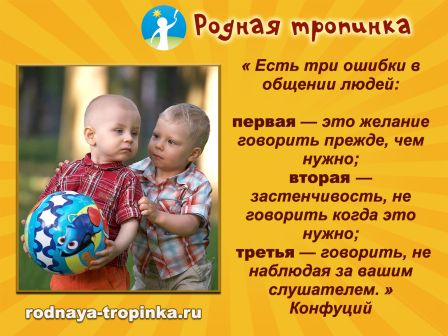 Родная тропинка
« Есть три ошибки в
общении людей:
первая — это желание
говорить прежде, чем
нужно;
вторая —
застенчивость, не
говорить когда это
нужно;
третья — говорить, не
наблюдая за вашим
слушателем. »
Конфуций
rodnaya-tropinka.ru